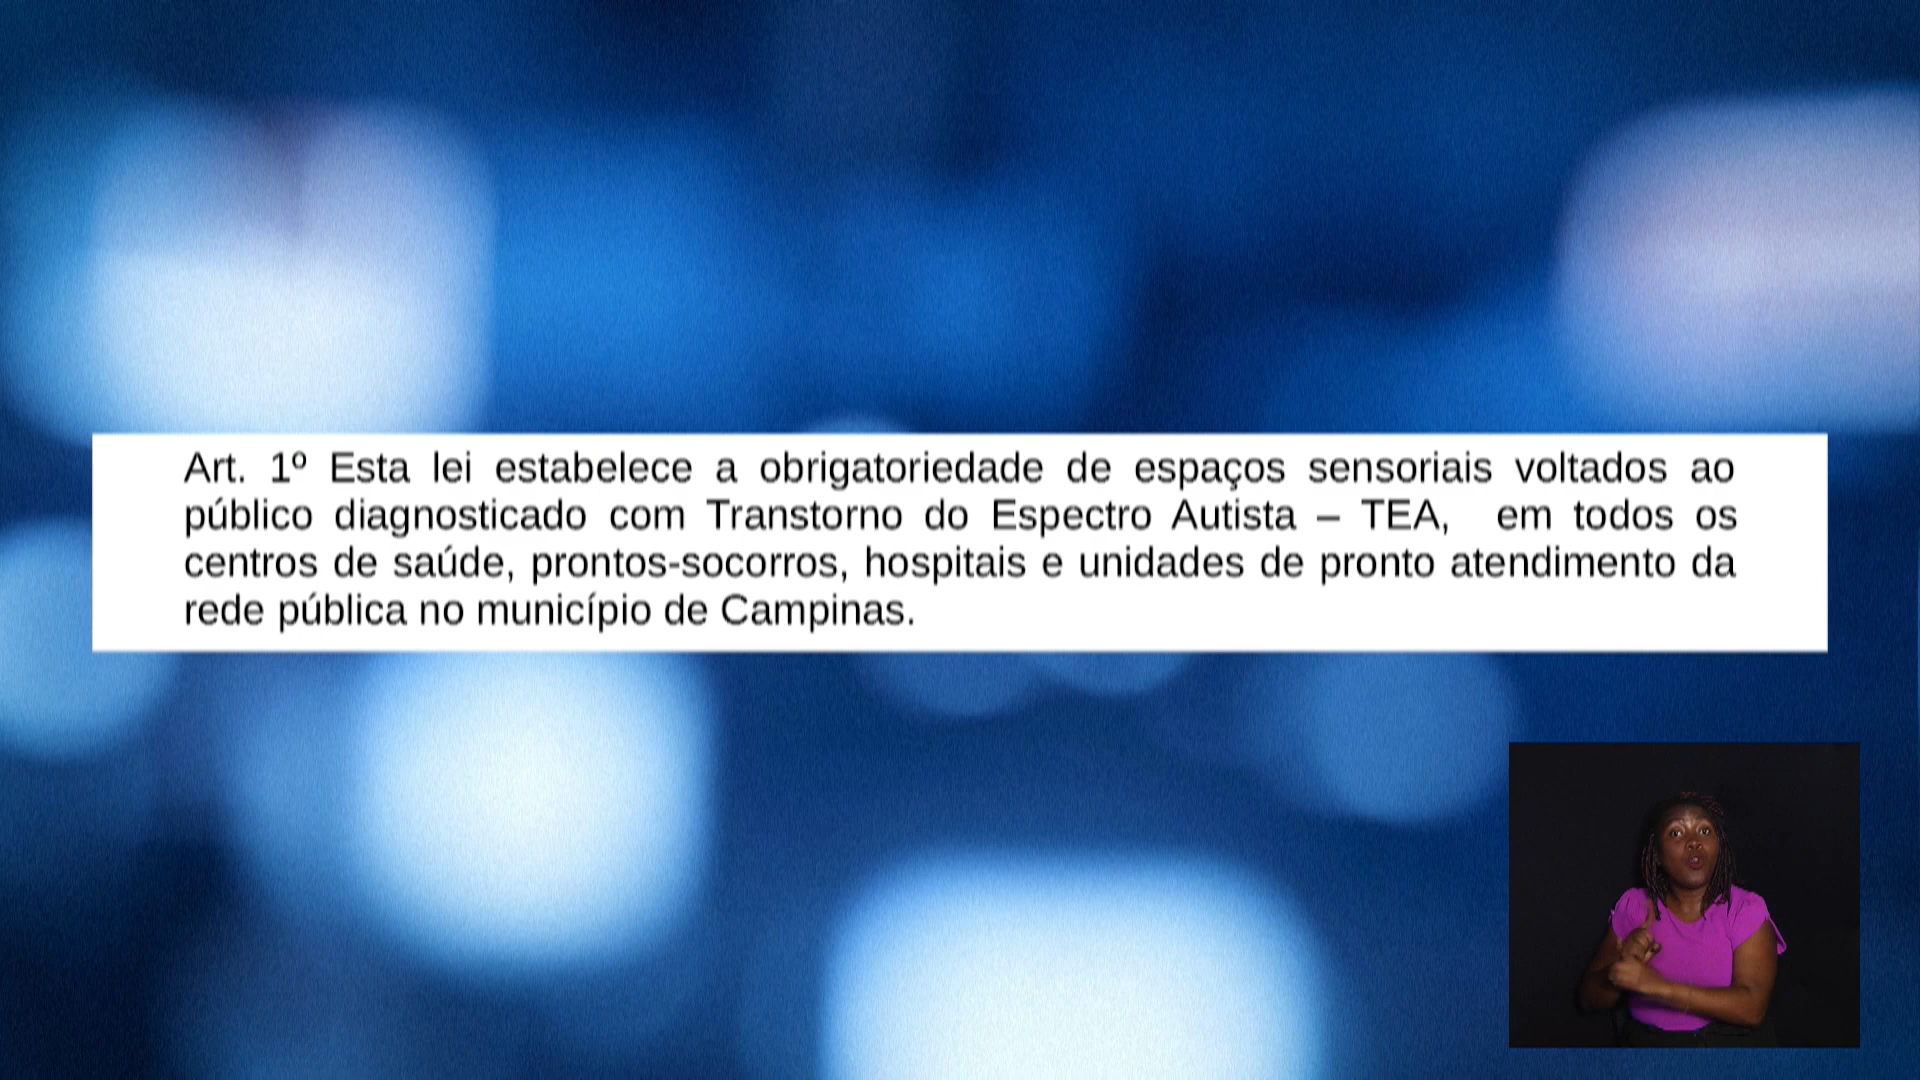 Art. 1º Esta lei estabelece a obrigatoriedade de espaços sensoriais voltados ao
público diagnosticado com Transtorno do Espectro Autista – TEA, em todos os
centros de saúde, prontos-socorros, hospitais e unidades de pronto atendimento da
rede pública no município de Campinas.